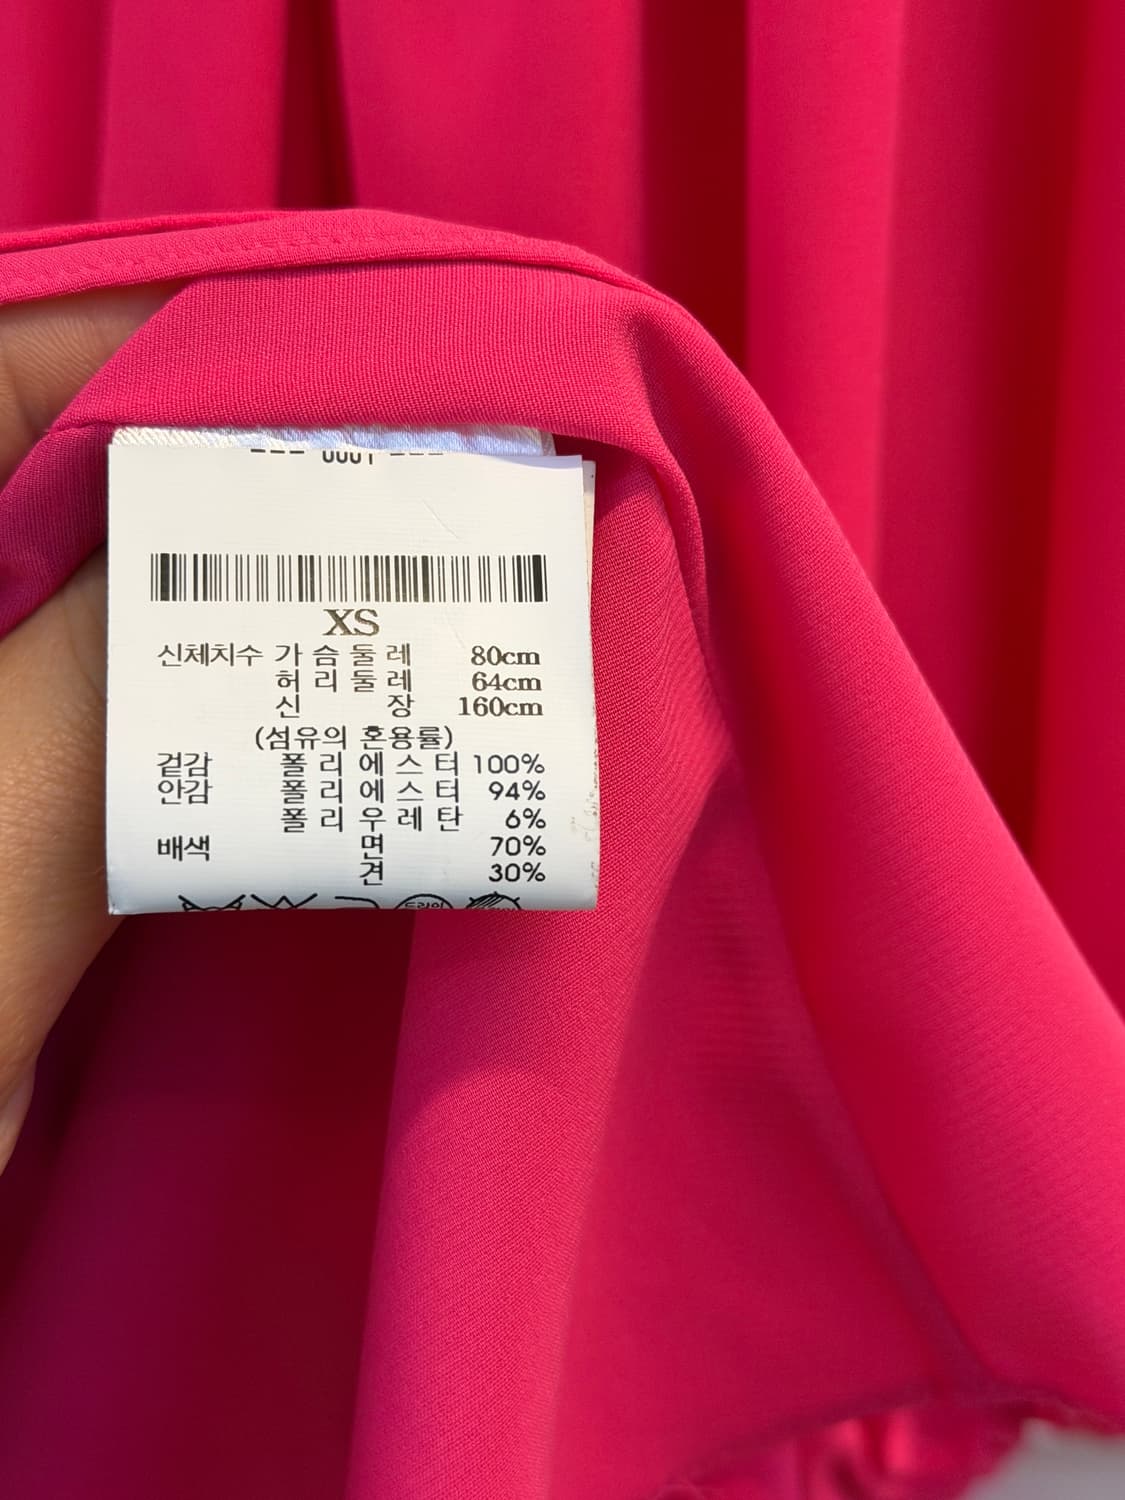 XS
신체치수 가슴둘레 80cm
허리둘레 64cm
신장 160cm
(섬유의 혼용률)
겉감 폴리에스터 100%
안감 폴리에스터 94%
폴리우레탄 6%
배색 면 70%
견 30%